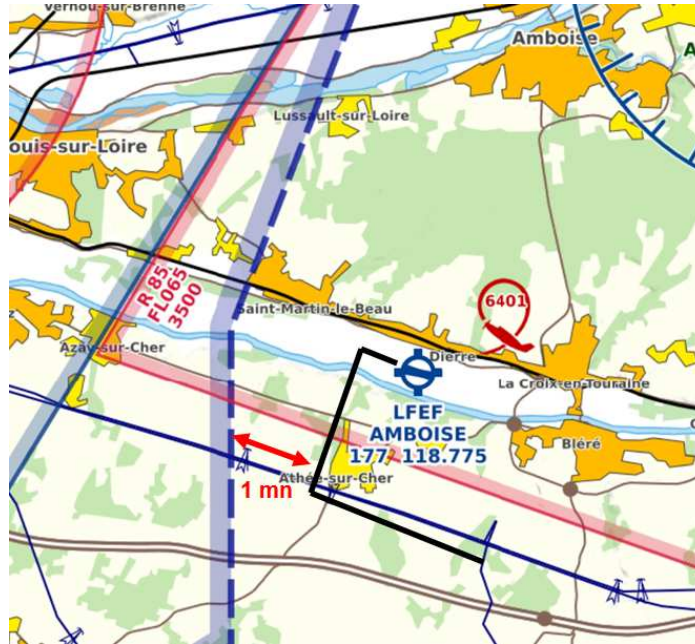 Vernou-sur-Brenne
Amboise
A
Lussault-sur-Loire
ouis-sur-Loire
R 85
FL065
3500
Saint-Martin-le-Beau
6401
Azay-sur-Cher
Dierre
La Croix-en-Touraine
LFEF
AMBOISE
177 118.775
Bléré
1 mn
Athée-sur-Cher